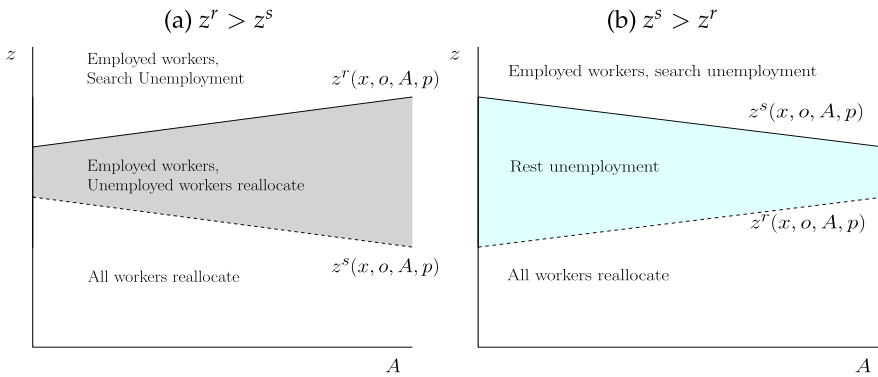 (a) z^r > z^s
z
Employed workers,
Search Unemployment
z^r(x, o, A, p)
Employed workers,
Unemployed workers reallocate
z^s(x, o, A, p)
All workers reallocate
A
(b) z^s > z^r
z
Employed workers, search unemployment
z^s(x, o, A, p)
Rest unemployment
z^r(x, o, A, p)
All workers reallocate
A